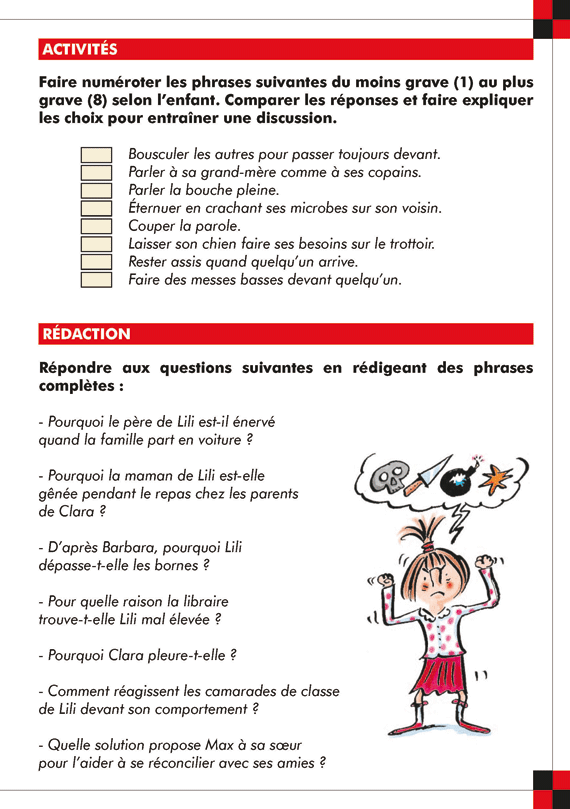 ACTIVITÉS
Faire numéroter les phrases suivantes du moins grave (1) au plus
grave (8) selon l’enfant. Comparer les réponses et faire expliquer
les choix pour entraîner une discussion.
Bousculer les autres pour passer toujours devant.
Parler à sa grand-mère comme à ses copains.
Parler la bouche pleine.
Éternuer en crachant ses microbes sur son voisin.
Couper la parole.
Laisser son chien faire ses besoins sur le trottoir.
Rester assis quand quelqu’un arrive.
Faire des messes basses devant quelqu’un.
RÉDACTION
Répondre aux questions suivantes en rédigeant des phrases
complètes :
- Pourquoi le père de Lili est-il énervé
quand la famille part en voiture ?
- Pourquoi la maman de Lili est-elle
gênée pendant le repas chez les parents
de Clara ?
- D’après Barbara, pourquoi Lili
dépasse-t-elle les bornes ?
- Pour quelle raison la libraire
trouve-t-elle Lili mal élevée ?
- Pourquoi Clara pleure-t-elle ?
- Comment réagissent les camarades de classe
de Lili devant son comportement ?
- Quelle solution propose Max à sa sœur
pour l’aider à se réconcilier avec ses amies ?